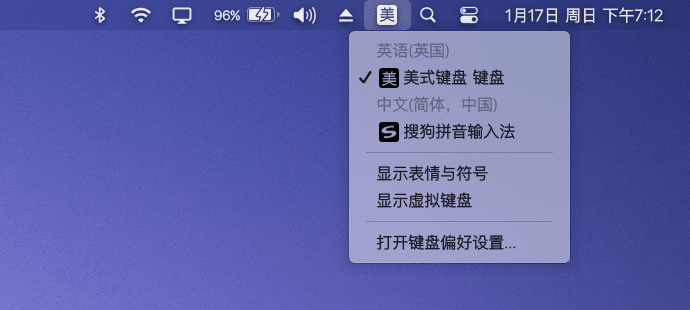 96% 美 1月17日 周日 下午7:12
英语(英国)
美 美式键盘 键盘
中文(简体，中国)
搜狗拼音输入法
显示表情与符号
显示虚拟键盘
打开键盘偏好设置...